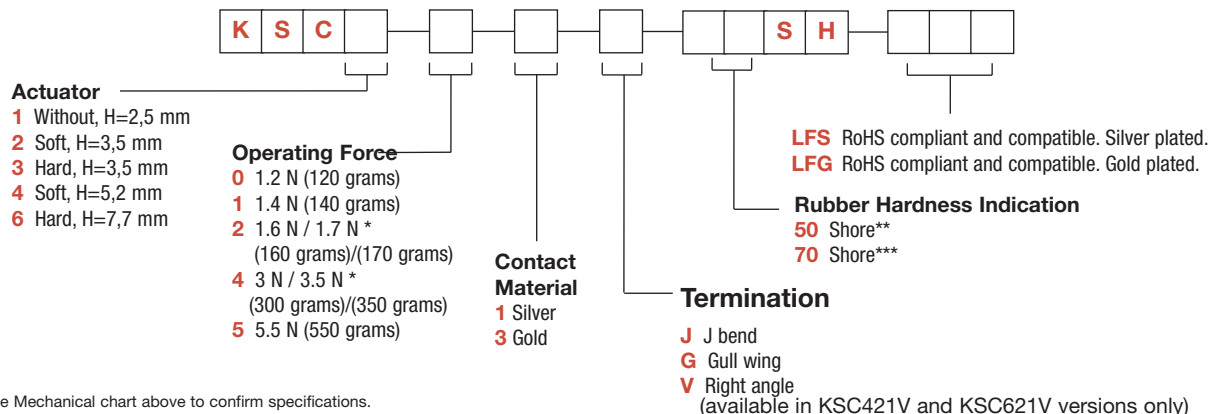 K S C S H
Actuator
1 Without, H=2,5 mm
2 Soft, H=3,5 mm
3 Hard, H=3,5 mm
4 Soft, H=5,2 mm
6 Hard, H=7,7 mm
Operating Force
0 1.2 N (120 grams)
1 1.4 N (140 grams)
2 1.6 N / 1.7 N *
(160 grams)/(170 grams)
4 3 N / 3.5 N *
(300 grams)/(350 grams)
5 5.5 N (550 grams)
Contact
Material
1 Silver
3 Gold
Termination
J J bend
G Gull wing
V Right angle
(available in KSC421V and KSC621V versions only)
Rubber Hardness Indication
50 Shore**
70 Shore***
LFS RoHS compliant and compatible. Silver plated.
LFG RoHS compliant and compatible. Gold plated.
e Mechanical chart above to confirm specifications.